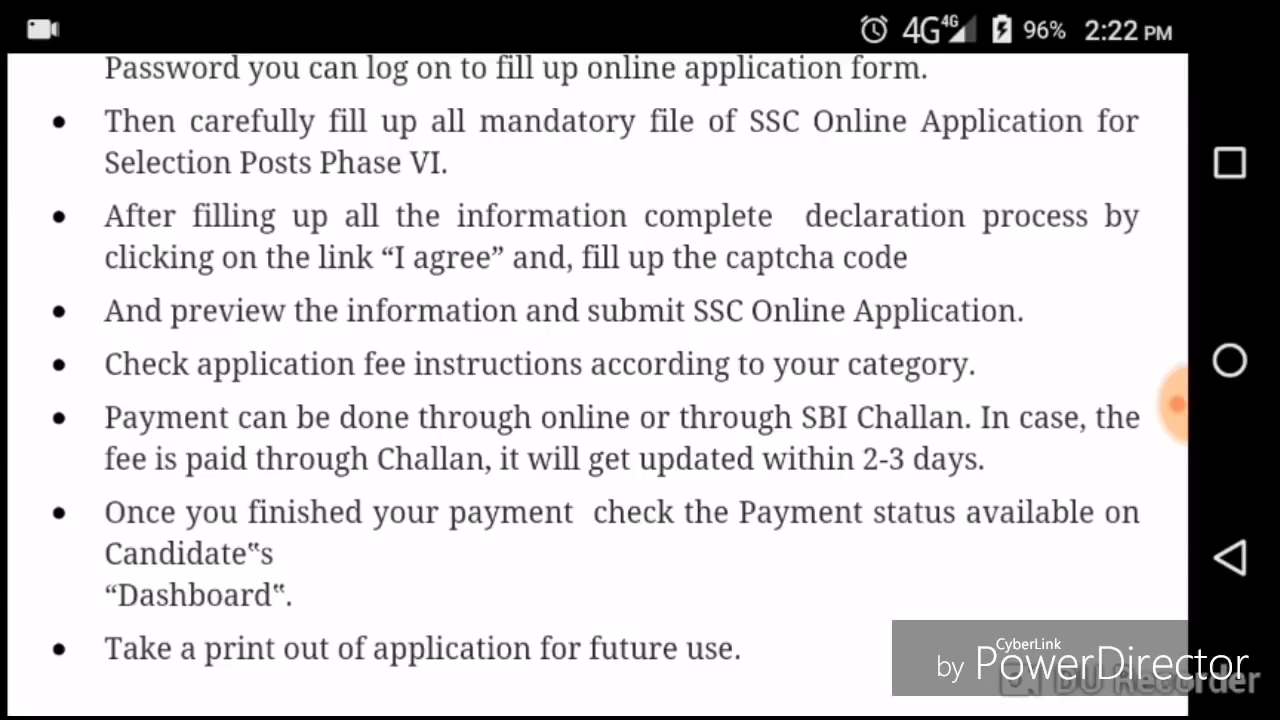 4G 4G 96% 2:22 PM
Password you can log on to fill up online application form.
• Then carefully fill up all mandatory file of SSC Online Application for
Selection Posts Phase VI.
• After filling up all the information complete declaration process by
clicking on the link “I agree” and, fill up the captcha code
• And preview the information and submit SSC Online Application.
• Check application fee instructions according to your category.
• Payment can be done through online or through SBI Challan. In case, the
fee is paid through Challan, it will get updated within 2-3 days.
• Once you finished your payment check the Payment status available on
Candidate‟s
“Dashboard‟.
• Take a print out of application for future use.
CyberLink
by PowerDirector
DU Recorder